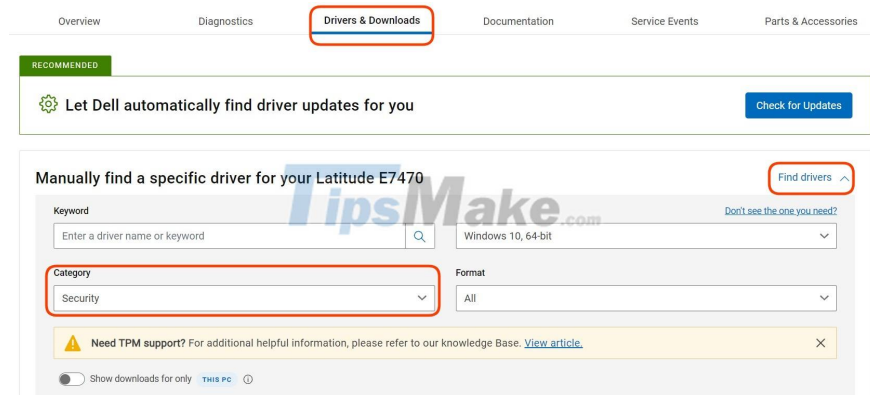 Overview Diagnostics Drivers & Downloads Documentation Service Events Parts & Accessories
RECOMMENDED
Let Dell automatically find driver updates for you
Check for Updates
Manually find a specific driver for your Latitude E7470
Find drivers
TipsMake.com
Keyword
Don't see the one you need?
Enter a driver name or keyword
Windows 10, 64-bit
Category
Format
Security
All
Need TPM support? For additional helpful information, please refer to our knowledge Base. View article.
Show downloads for only THIS PC